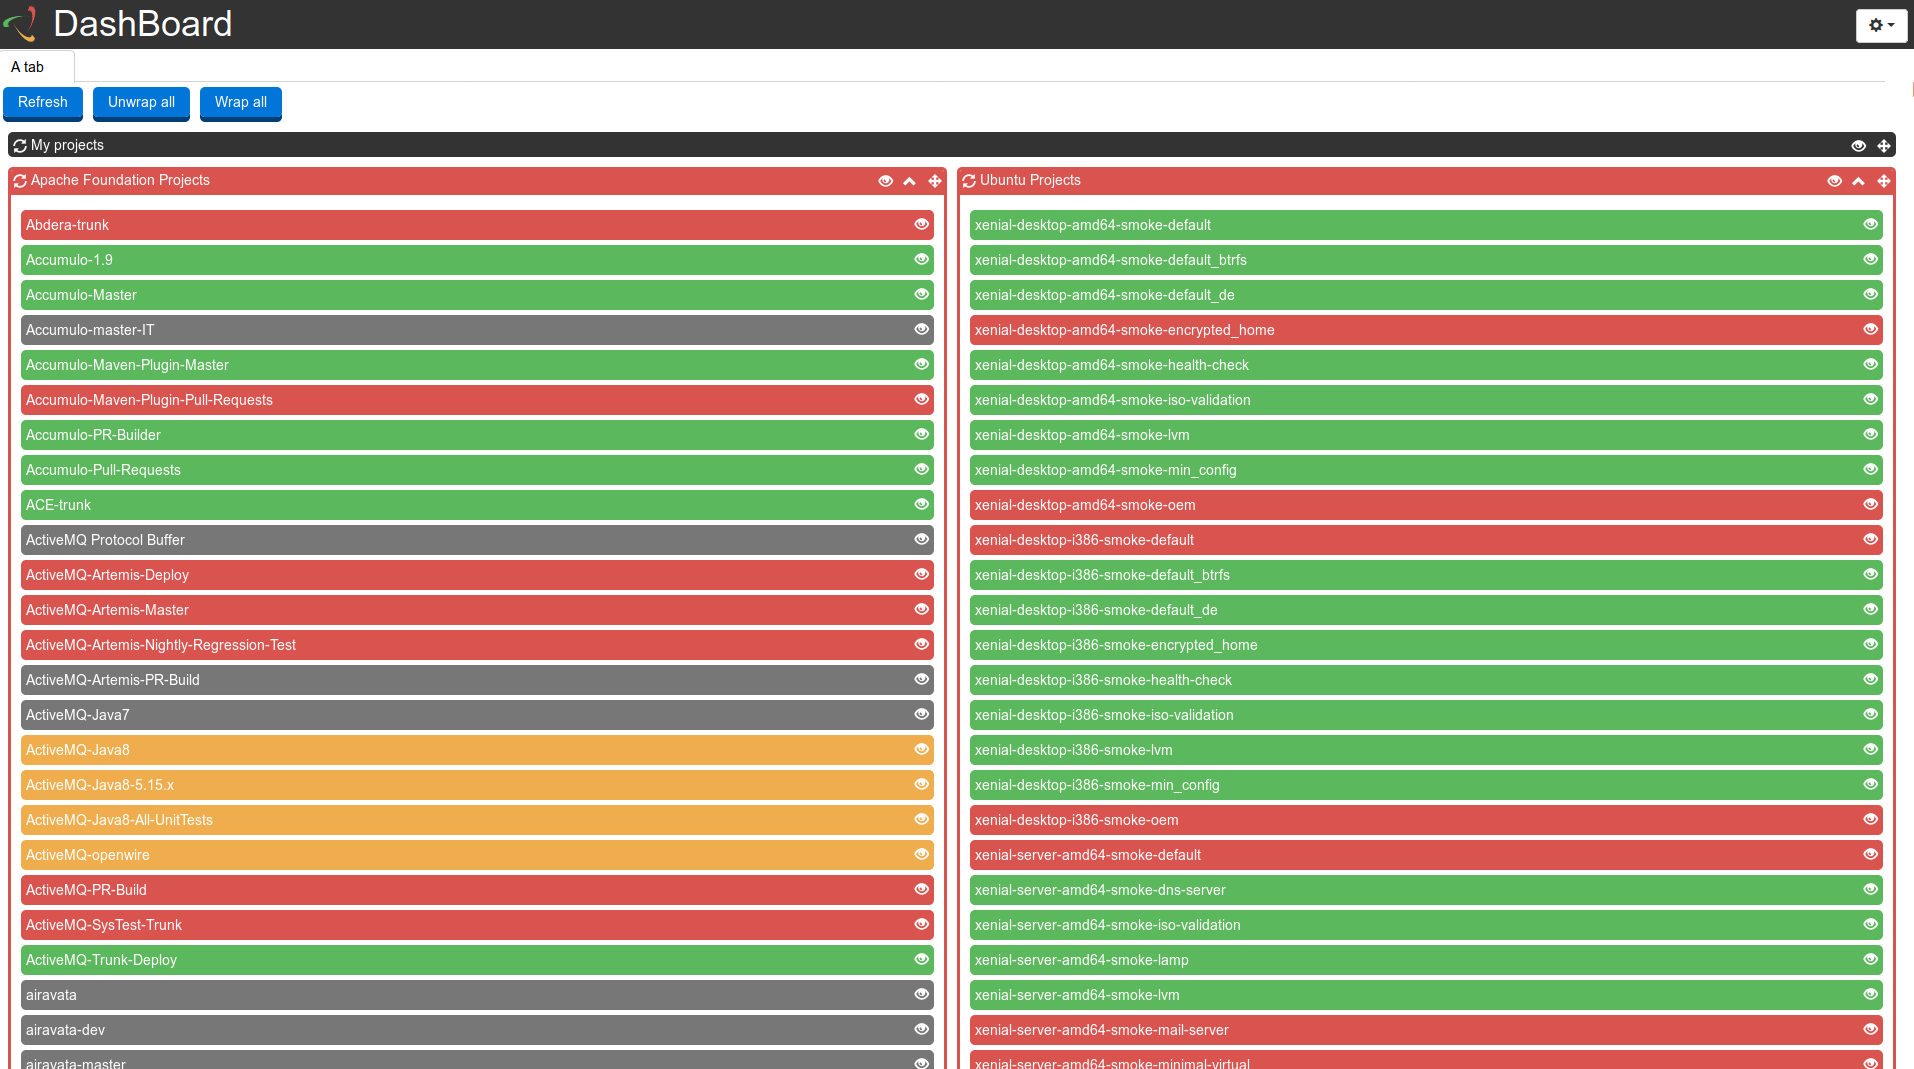 DashBoard
A tab
Refresh Unwrap all Wrap all
My projects
Apache Foundation Projects
Abdera-trunk
Accumulo-1.9
Accumulo-Master
Accumulo-master-IT
Accumulo-Maven-Plugin-Master
Accumulo-Maven-Plugin-Pull-Requests
Accumulo-PR-Builder
Accumulo-Pull-Requests
ACE-trunk
ActiveMQ Protocol Buffer
ActiveMQ-Artemis-Deploy
ActiveMQ-Artemis-Master
ActiveMQ-Artemis-Nightly-Regression-Test
ActiveMQ-Artemis-PR-Build
ActiveMQ-Java7
ActiveMQ-Java8
ActiveMQ-Java8-5.15.x
ActiveMQ-Java8-All-UnitTests
ActiveMQ-openwire
ActiveMQ-PR-Build
ActiveMQ-SysTest-Trunk
ActiveMQ-Trunk-Deploy
airavata
airavata-dev
airavata-master
Ubuntu Projects
xenial-desktop-amd64-smoke-default
xenial-desktop-amd64-smoke-default_btrfs
xenial-desktop-amd64-smoke-default_de
xenial-desktop-amd64-smoke-encrypted_home
xenial-desktop-amd64-smoke-health-check
xenial-desktop-amd64-smoke-iso-validation
xenial-desktop-amd64-smoke-lvm
xenial-desktop-amd64-smoke-min_config
xenial-desktop-amd64-smoke-oem
xenial-desktop-i386-smoke-default
xenial-desktop-i386-smoke-default_btrfs
xenial-desktop-i386-smoke-default_de
xenial-desktop-i386-smoke-encrypted_home
xenial-desktop-i386-smoke-health-check
xenial-desktop-i386-smoke-iso-validation
xenial-desktop-i386-smoke-lvm
xenial-desktop-i386-smoke-min_config
xenial-desktop-i386-smoke-oem
xenial-server-amd64-smoke-default
xenial-server-amd64-smoke-dns-server
xenial-server-amd64-smoke-iso-validation
xenial-server-amd64-smoke-lamp
xenial-server-amd64-smoke-lvm
xenial-server-amd64-smoke-mail-server
xenial-server-amd64-smoke-minimal-virtual